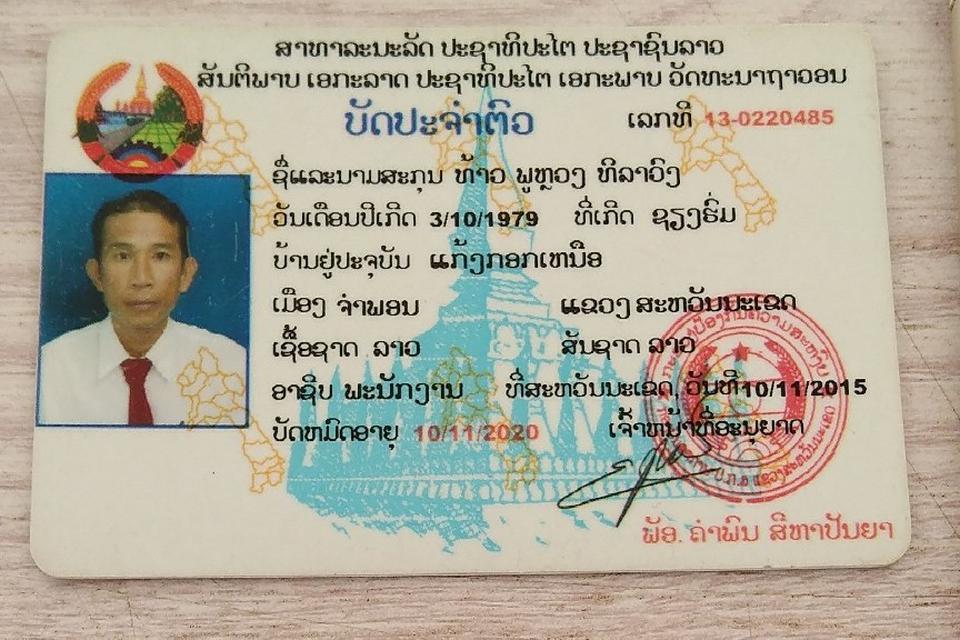 ສາທາລະນະລັດ ປະຊາທິປະໄຕ ປະຊາຊົນລາວ
ສັນຕິພາບ ເອກະລາດ ປະຊາທິປະໄຕ ເອກະພາບ ວັດທະນາຖາວອນ
ບັດປະຈຳຕົວ ເລກທີ 13-0220485
ຊື່ແລະນາມສະກຸນ ທ້າວ ພູຫຼວງ ທິລາວົງ
ວັນເດືອນປີເກີດ 3/10/1979 ທີ່ເກີດ ຊຽງຮົ່ມ
ບ້ານຢູ່ປະຈຸບັນ ແກ້ງກອກເຫນືອ
ເມືອງ ຈຳພອນ ແຂວງ ສະຫວັນນະເຂດ
ເຊື້ອຊາດ ລາວ ສັນຊາດ ລາວ
ອາຊິບ ພະນັກງານ ທີ່ສະຫວັນນະເຂດ, ວັນທີ 10/11/2015
ບັດຫມົດອາຍຸ 10/11/2020 ເຈົ້າຫນ້າທີ່ອະນຸຍາດ
ພັອ. ຄຳພົນ ສີຫາປັນຍາ